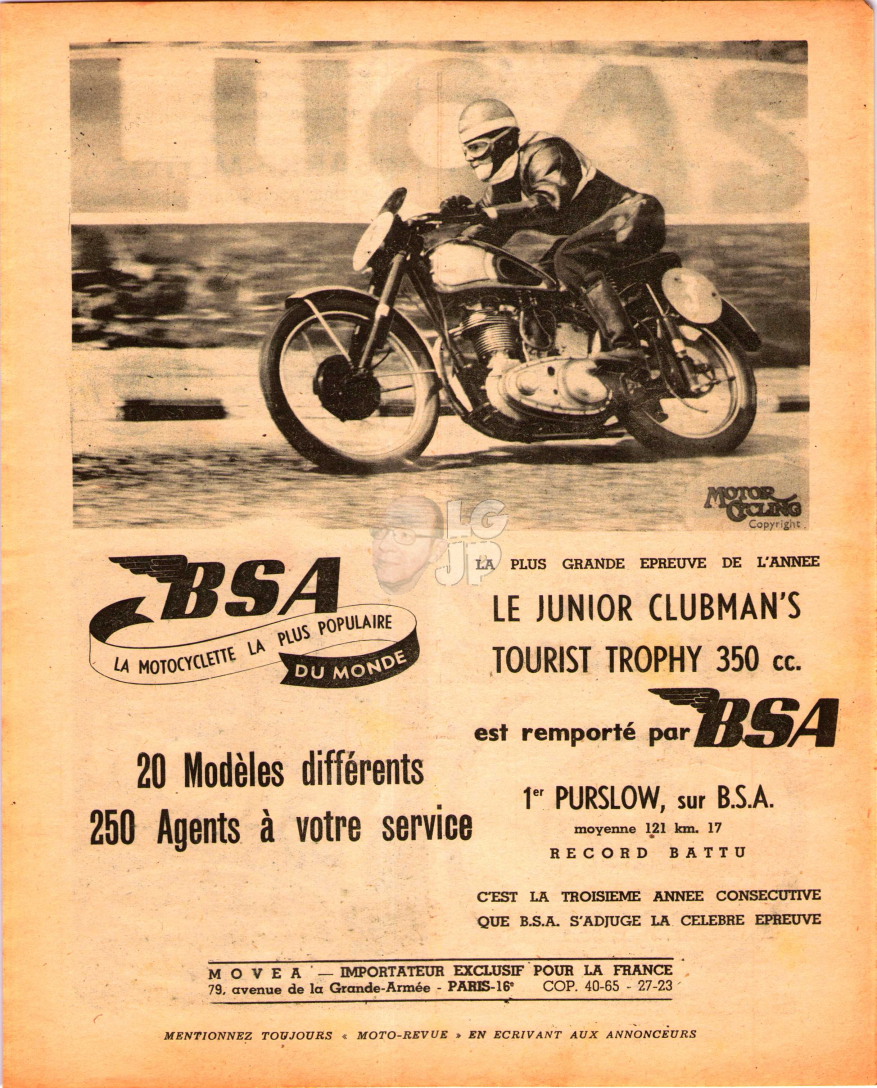 LUCAS
MOTOR
CYCLING
Copyright
LG
JP
BSA
LA MOTOCYCLETTE LA PLUS POPULAIRE
DU MONDE
20 Modèles différents
250 Agents à votre service
LA PLUS GRANDE EPREUVE DE L'ANNEE
LE JUNIOR CLUBMAN'S
TOURIST TROPHY 350 cc.
est remporté par BSA
1er PURSLOW, sur B.S.A.
moyenne 121 km. 17
RECORD BATTU
C'EST LA TROISIEME ANNEE CONSECUTIVE
QUE B.S.A. S'ADJUGE LA CELEBRE EPREUVE
MOVEA — IMPORTATEUR EXCLUSIF POUR LA FRANCE
79, avenue de la Grande-Armée - PARIS-16e COP. 40-65 - 27-23
MENTIONNEZ TOUJOURS « MOTO-REVUE » EN ECRIVANT AUX ANNONCEURS